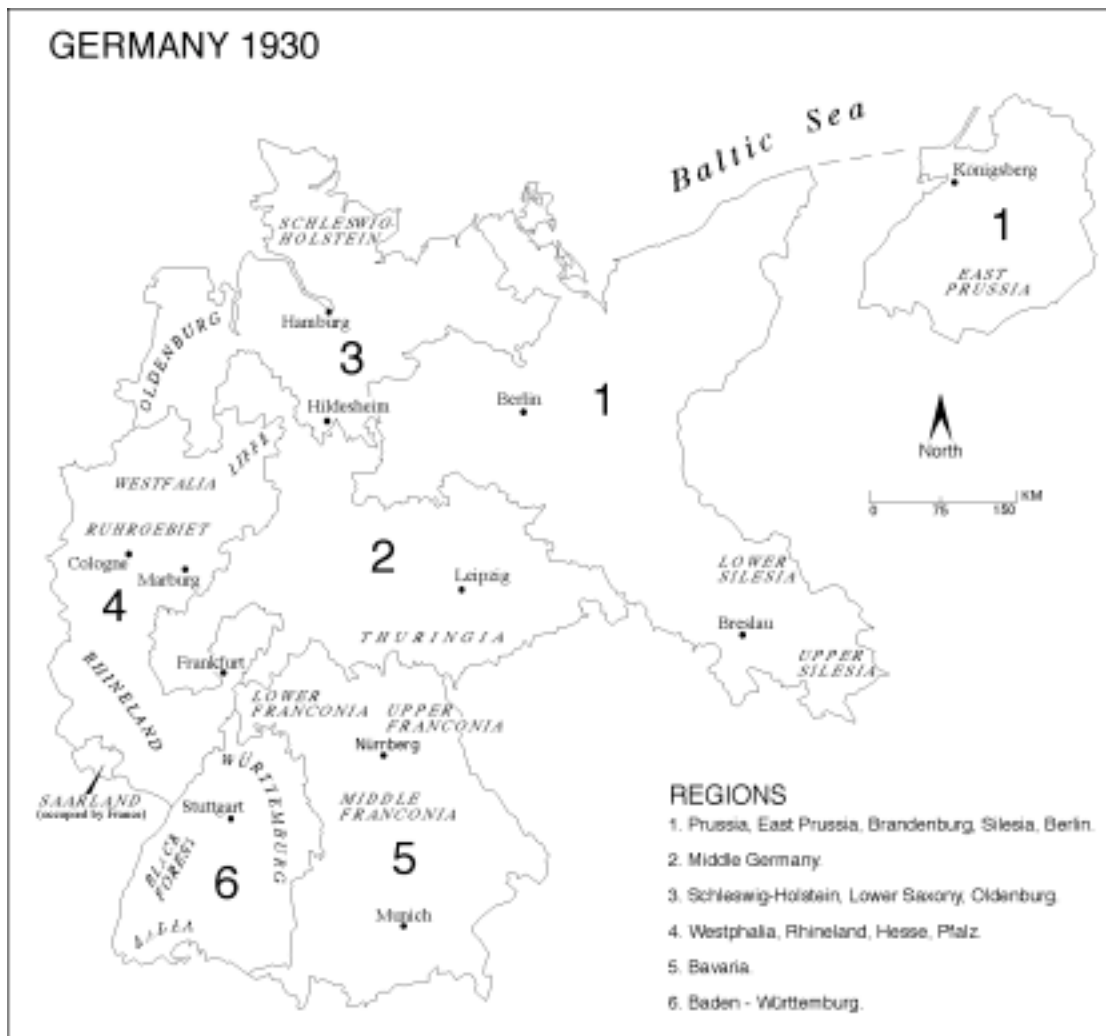 GERMANY 1930
Baltic Sea
Königsberg
1
EAST
PRUSSIA
SCHLESWIG-
HOLSTEIN
Hamburg
OLDENBURG
3
Hildesheim
Berlin
1
North
KM
0 75 150
LIPPE
WESTFALIA
RUHRGEBIET
Cologne
Marburg
4
2
Leipzig
THURINGIA
LOWER
SILESIA
Breslau
UPPER
SILESIA
RHINELAND
Frankfurt
LOWER
FRANCONIA
UPPER
FRANCONIA
Nürnberg
WÜRTTEMBURG
SAARLAND
(occupied by France)
Stuttgart
MIDDLE
FRANCONIA
BLACK
FOREST
6
5
Munich
REGIONS
1. Prussia, East Prussia, Brandenburg, Silesia, Berlin.
2. Middle Germany.
3. Schleswig-Holstein, Lower Saxony, Oldenburg.
4. Westphalia, Rhineland, Hesse, Pfalz.
5. Bavaria.
6. Baden - Württemburg.